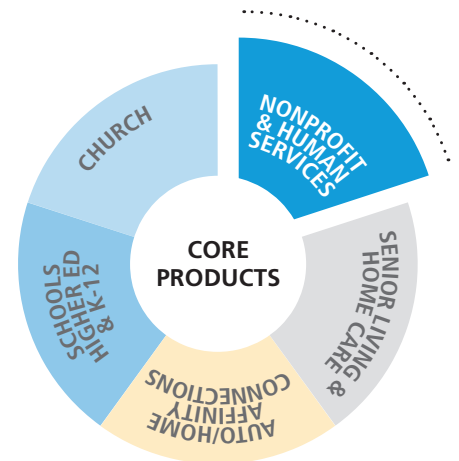 CHURCH
NONPROFIT
& HUMAN
SERVICES
CORE
PRODUCTS
SENIOR LIVING &
HOME CARE
SCHOOLS
HIGHER ED
& K-12
AUTO/HOME
AFFINITY
CONNECTIONS